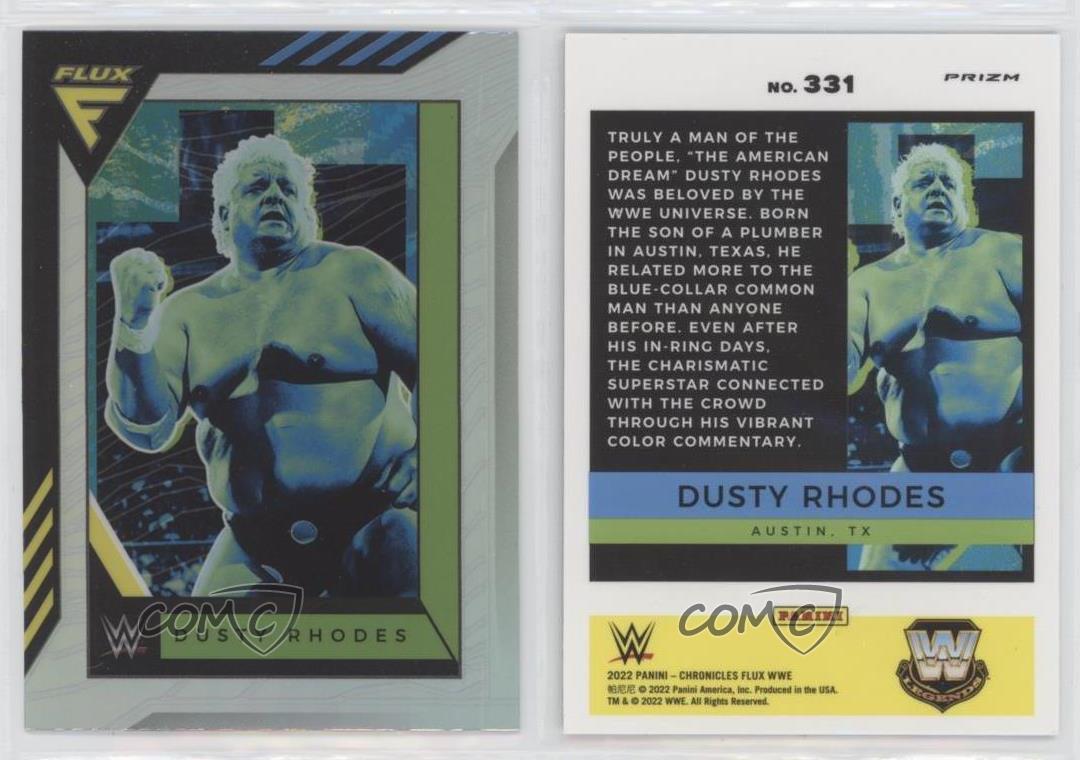 FLUX
F
W
DUSTY RHODES
COMC
NO. 331
PRIZM
TRULY A MAN OF THE
PEOPLE, "THE AMERICAN
DREAM" DUSTY RHODES
WAS BELOVED BY THE
WWE UNIVERSE. BORN
THE SON OF A PLUMBER
IN AUSTIN, TEXAS, HE
RELATED MORE TO THE
BLUE-COLLAR COMMON
MAN THAN ANYONE
BEFORE. EVEN AFTER
HIS IN-RING DAYS,
THE CHARISMATIC
SUPERSTAR CONNECTED
WITH THE CROWD
THROUGH HIS VIBRANT
COLOR COMMENTARY.
DUSTY RHODES
AUSTIN, TX
COMC
PANINI
W
W
LEGENDS
2022 PANINI – CHRONICLES FLUX WWE
帕尼尼 © 2022 Panini America, Inc. Produced in the USA.
TM & © 2022 WWE. All Rights Reserved.